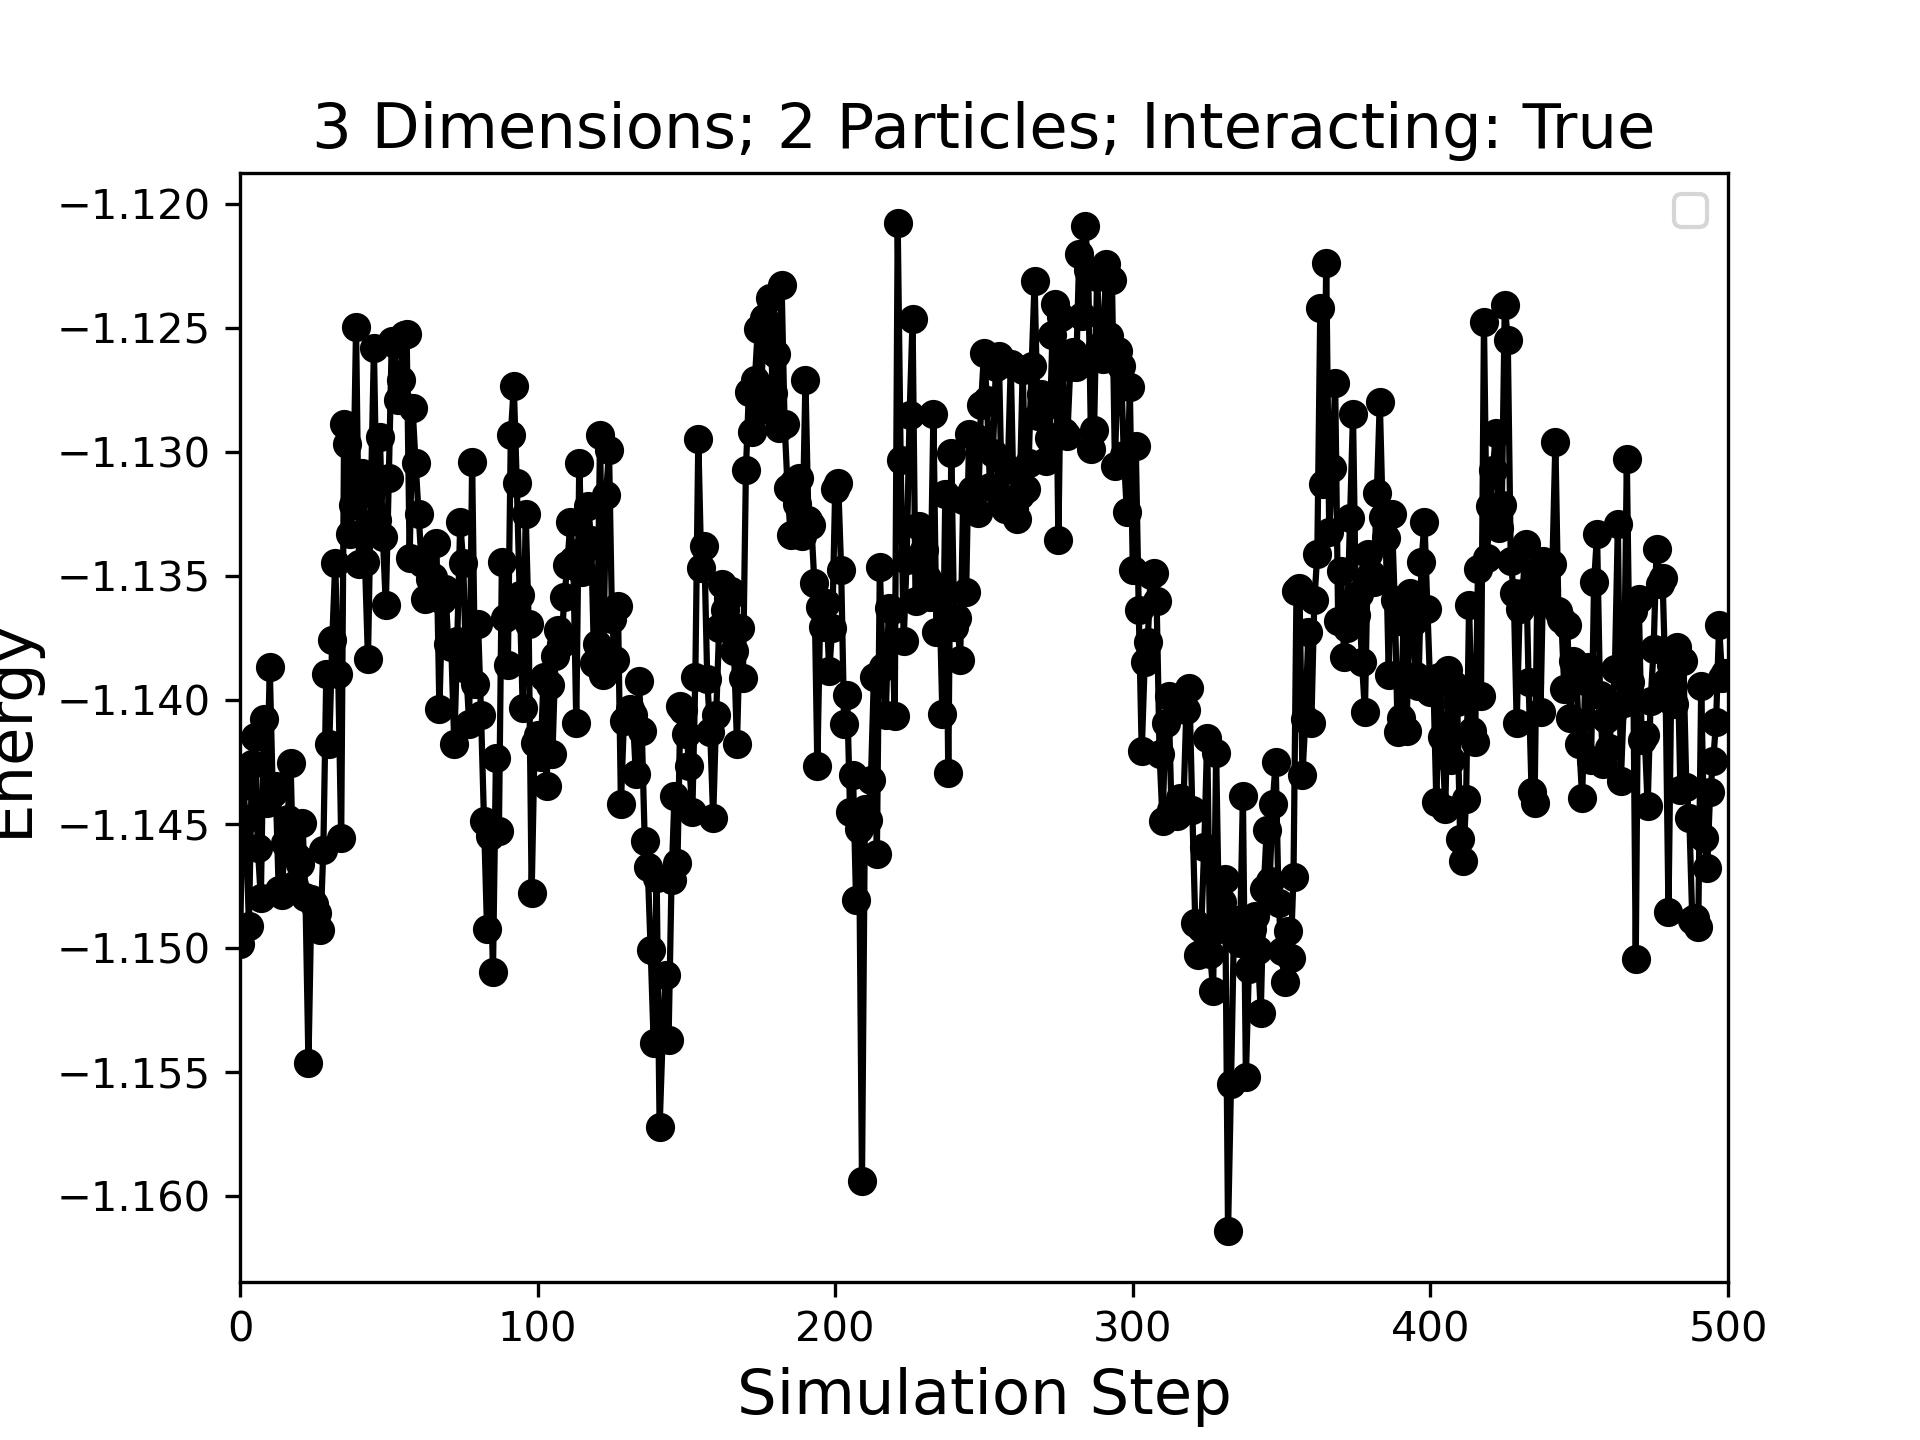 3 Dimensions; 2 Particles; Interacting: True
−1.120
−1.125
−1.130
−1.135
−1.140
−1.145
−1.150
−1.155
−1.160
Energy
0 100 200 300 400 500
Simulation Step